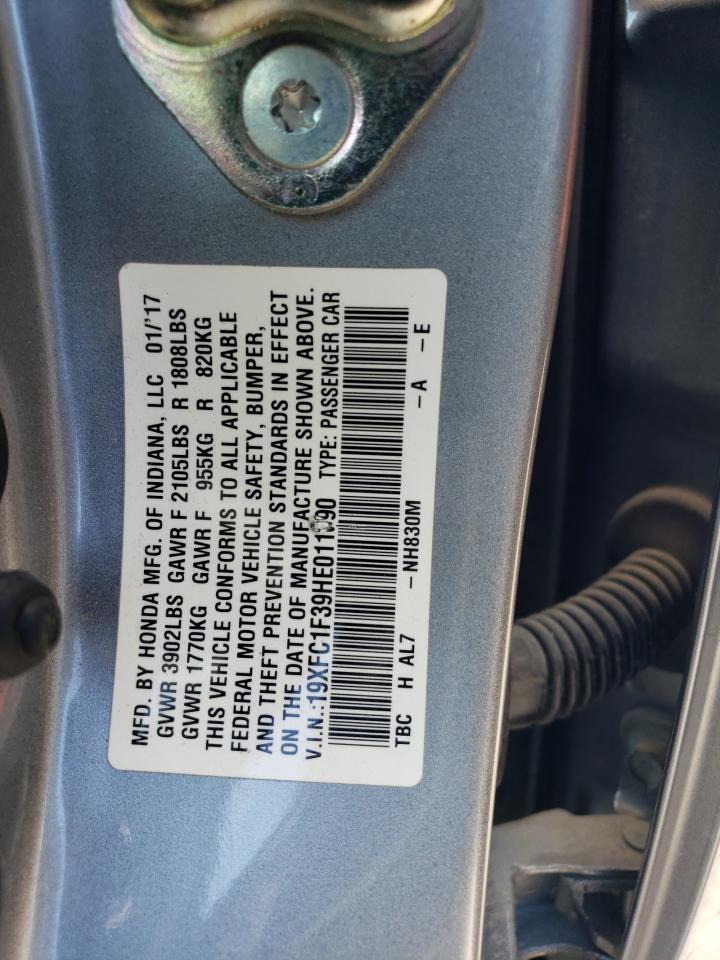 MFD. BY HONDA MFG. OF INDIANA, LLC 01/'17
GVWR 3902LBS GAWR F 2105LBS R 1808LBS
GVWR 1770KG GAWR F 955KG R 820KG
THIS VEHICLE CONFORMS TO ALL APPLICABLE
FEDERAL MOTOR VEHICLE SAFETY, BUMPER,
AND THEFT PREVENTION STANDARDS IN EFFECT
ON THE DATE OF MANUFACTURE SHOWN ABOVE.
V.I.N.:19XFC1F39HE011090 TYPE: PASSENGER CAR
TBC H AL7 -NH830M -A -E